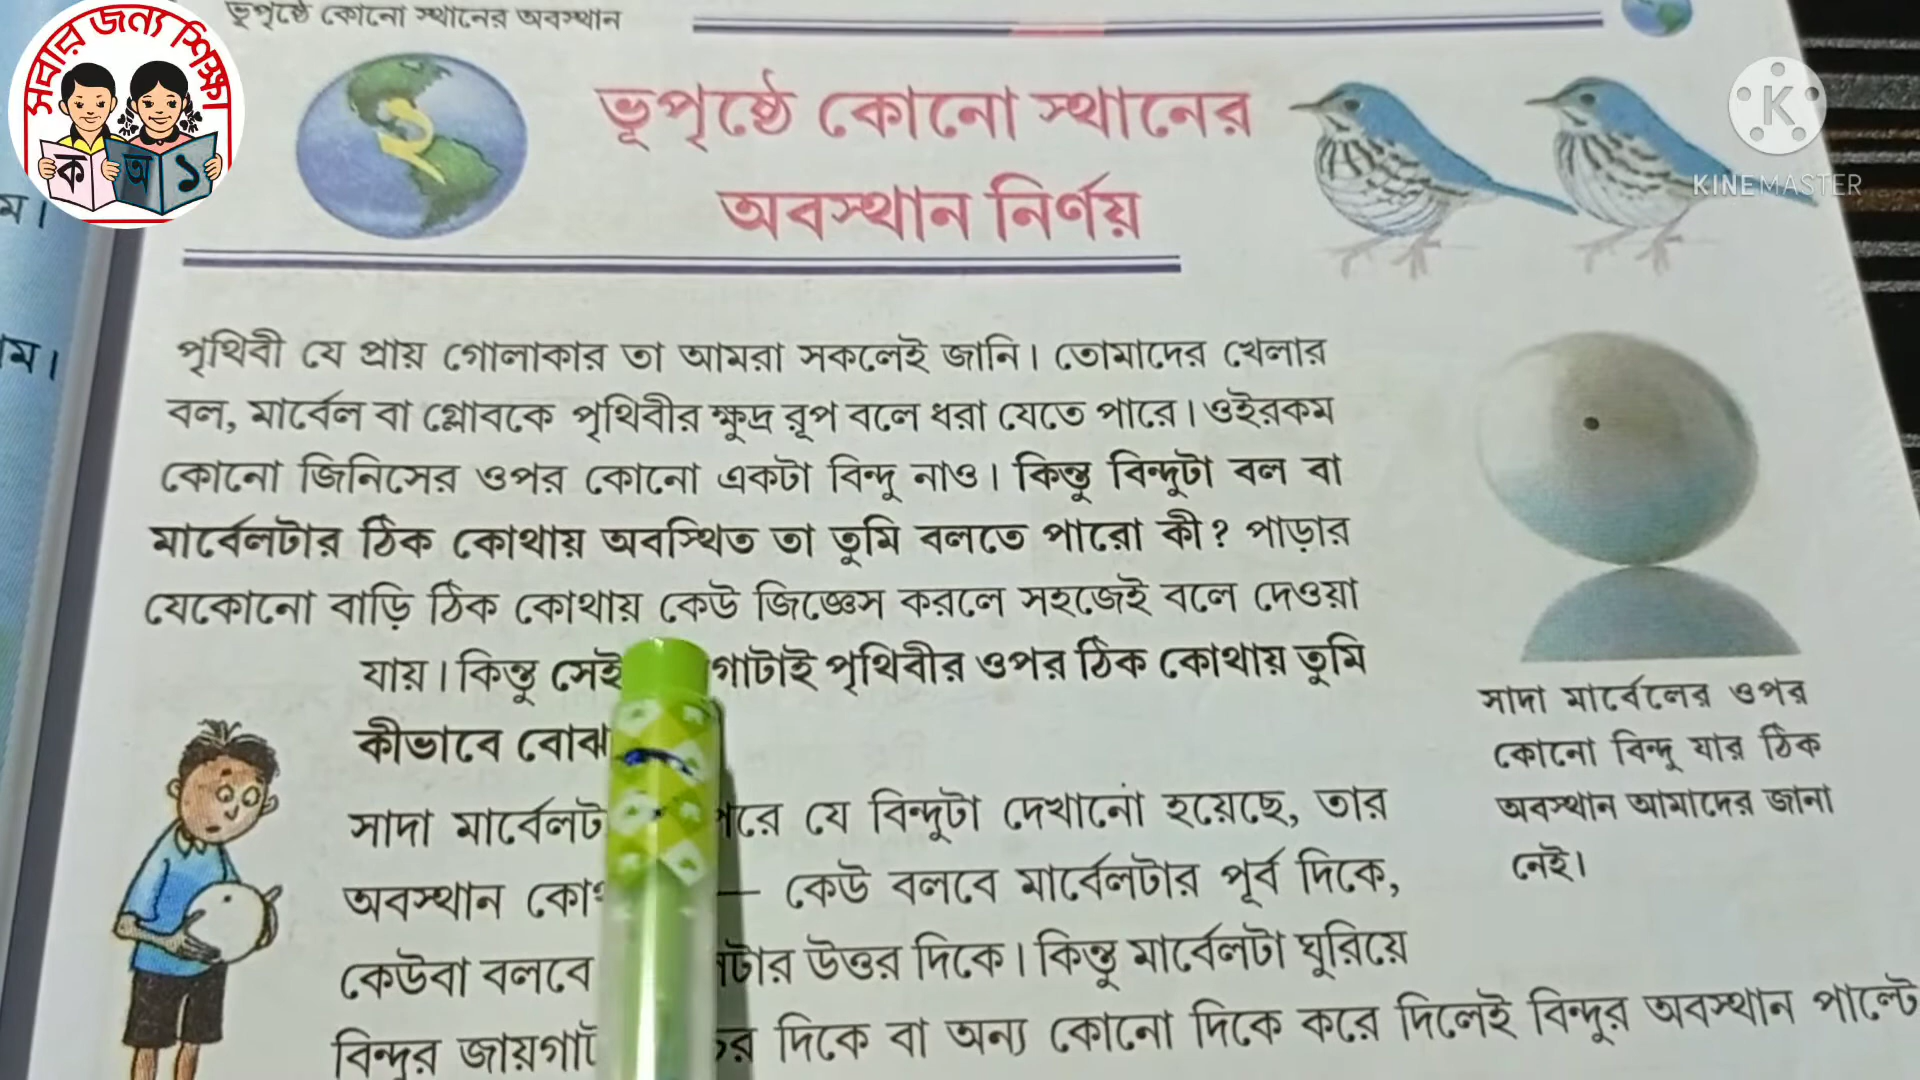 ভূপৃষ্ঠে কোনো স্থানের অবস্থান
সবার জন্য শিক্ষা
ক অ ১
২
ভূপৃষ্ঠে কোনো স্থানের
অবস্থান নির্ণয়
K
KINEMASTER
ম।
ম।
পৃথিবী যে প্রায় গোলাকার তা আমরা সকলেই জানি। তোমাদের খেলার
বল, মার্বেল বা গ্লোবকে পৃথিবীর ক্ষুদ্র রূপ বলে ধরা যেতে পারে। ওইরকম
কোনো জিনিসের ওপর কোনো একটা বিন্দু নাও। কিন্তু বিন্দুটা বল বা
মার্বেলটার ঠিক কোথায় অবস্থিত তা তুমি বলতে পারো কী? পাড়ার
যেকোনো বাড়ি ঠিক কোথায় কেউ জিজ্ঞেস করলে সহজেই বলে দেওয়া
যায়। কিন্তু সেই গাটাই পৃথিবীর ওপর ঠিক কোথায় তুমি
কীভাবে বোঝ
সাদা মার্বেলট পরে যে বিন্দুটা দেখানো হয়েছে, তার
অবস্থান কো — কেউ বলবে মার্বেলটার পূর্ব দিকে,
কেউবা বলবে টার উত্তর দিকে। কিন্তু মার্বেলটা ঘুরিয়ে
বিন্দুর জায়গাট র দিকে বা অন্য কোনো দিকে করে দিলেই বিন্দুর অবস্থান পাল্টে
সাদা মার্বেলের ওপর
কোনো বিন্দু যার ঠিক
অবস্থান আমাদের জানা
নেই।